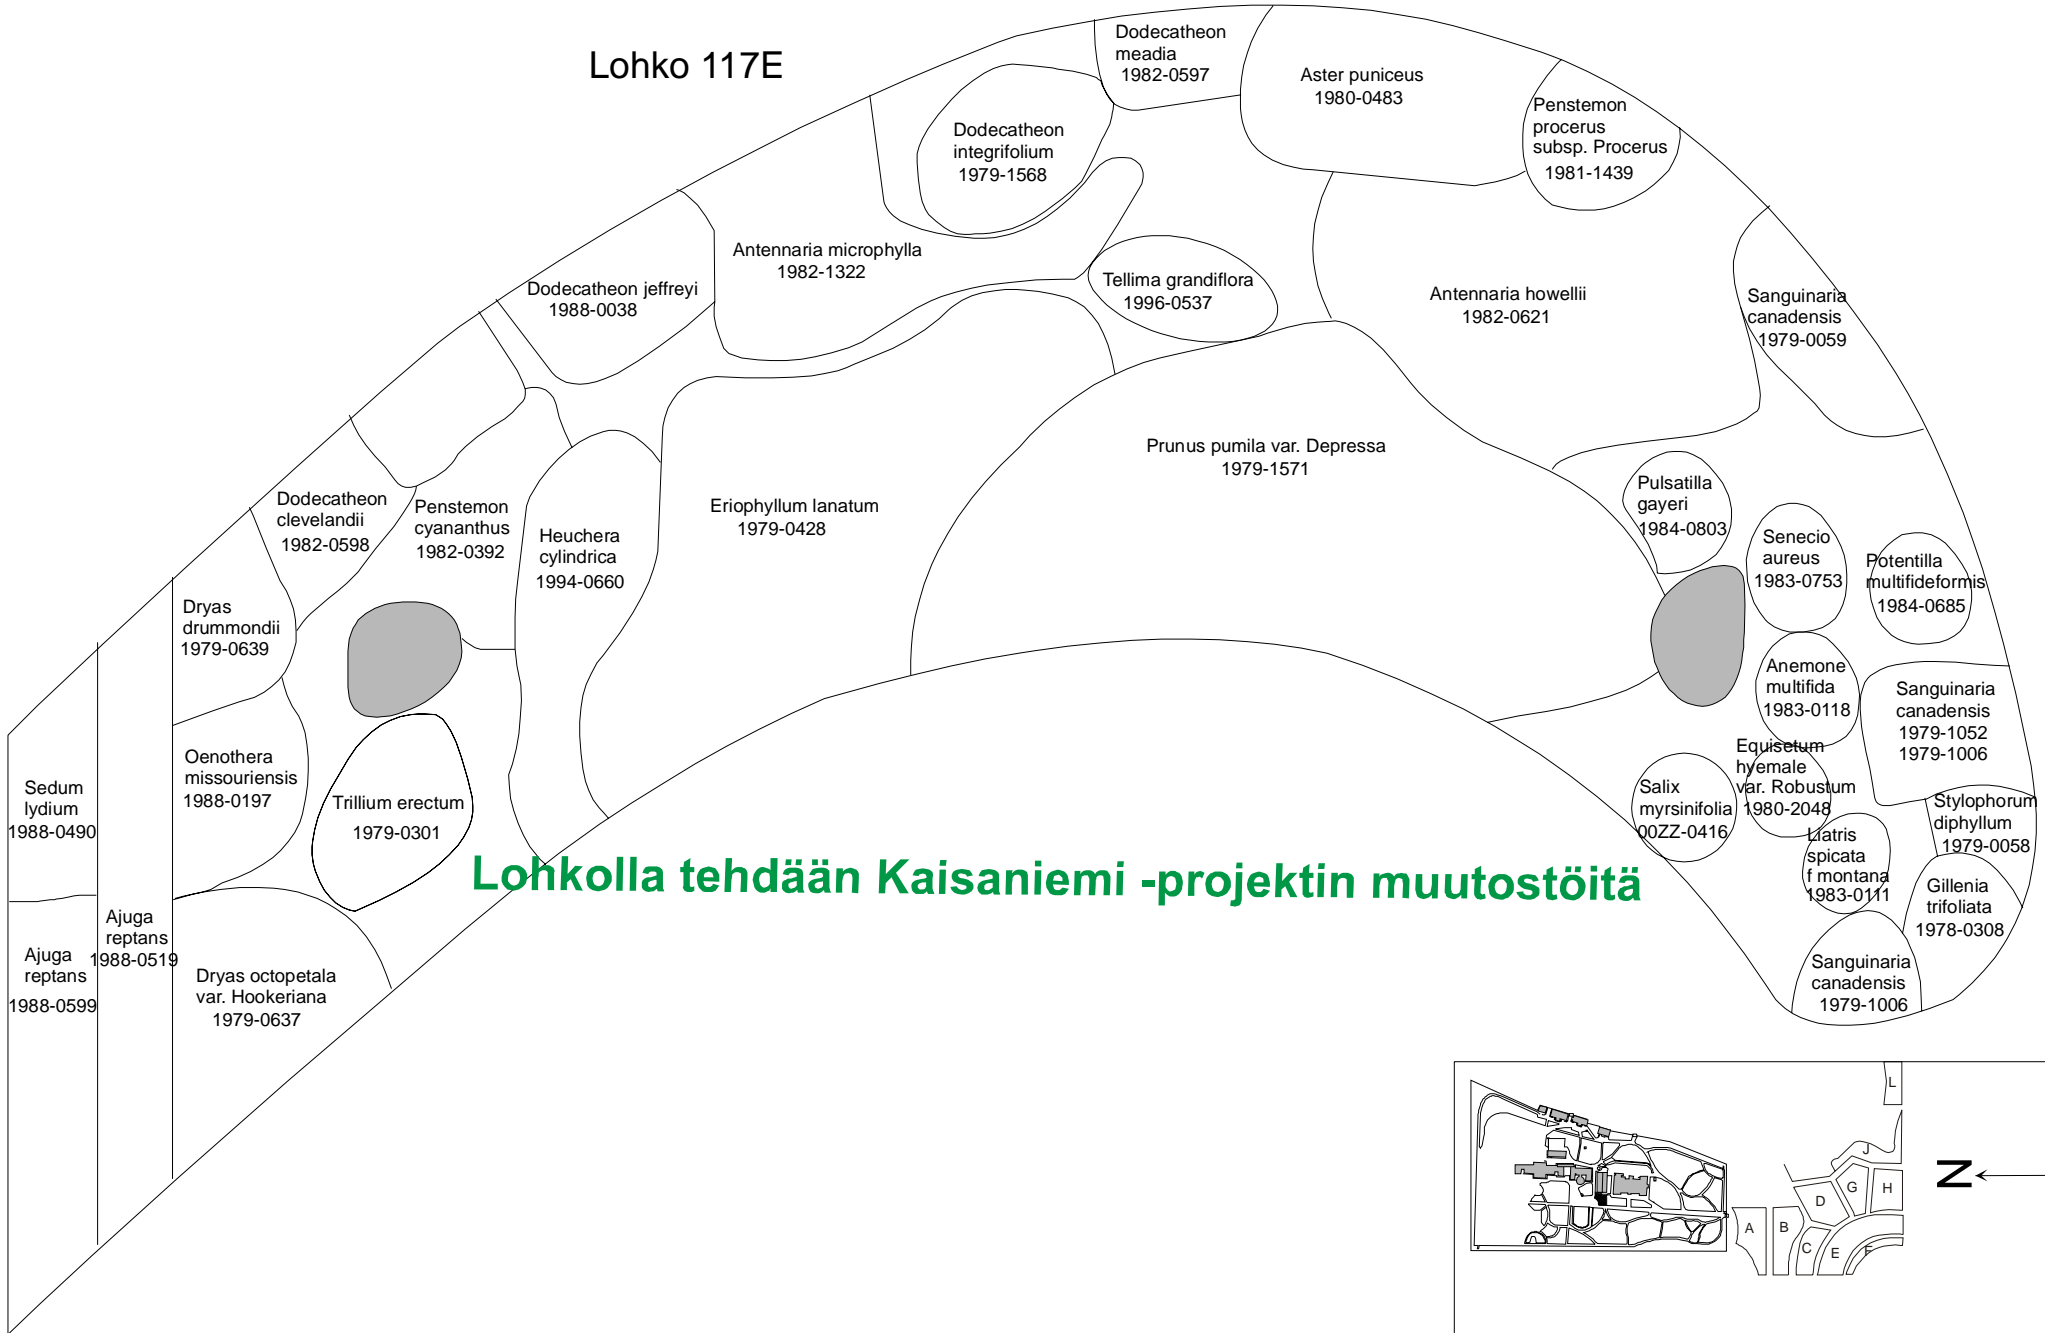 Lohko 117E
Dodecatheon
meadia
1982-0597
Aster puniceus
1980-0483
Penstemon
procerus
subsp. Procerus
1981-1439
Dodecatheon
integrifolium
1979-1568
Antennaria microphylla
1982-1322
Dodecatheon jeffreyi
1988-0038
Tellima grandiflora
1996-0537
Antennaria howellii
1982-0621
Sanguinaria
canadensis
1979-0059
Prunus pumila var. Depressa
1979-1571
Eriophyllum lanatum
1979-0428
Dodecatheon
clevelandii
1982-0598
Penstemon
cyananthus
1982-0392
Heuchera
cylindrica
1994-0660
Pulsatilla
gayeri
1984-0803
Senecio
aureus
1983-0753
Potentilla
multifideformis
1984-0685
Dryas
drummondii
1979-0639
Anemone
multifida
1983-0118
Sanguinaria
canadensis
1979-1052
1979-1006
Oenothera
missouriensis
1988-0197
Sedum
lydium
1988-0490
Trillium erectum
1979-0301
Salix
myrsinifolia
00ZZ-0416
Equisetum
hyemale
var. Robustum
1980-2048
Stylophorum
diphyllum
1979-0058
Liatris
spicata
f montana
1983-0111
Gillenia
trifoliata
1978-0308
Lohkolla tehdään Kaisaniemi -projektin muutostöitä
Ajuga
reptans
1988-0519
Ajuga
reptans
1988-0599
Dryas octopetala
var. Hookeriana
1979-0637
Sanguinaria
canadensis
1979-1006
L
J
G
H
D
A
B
C
E
F
N